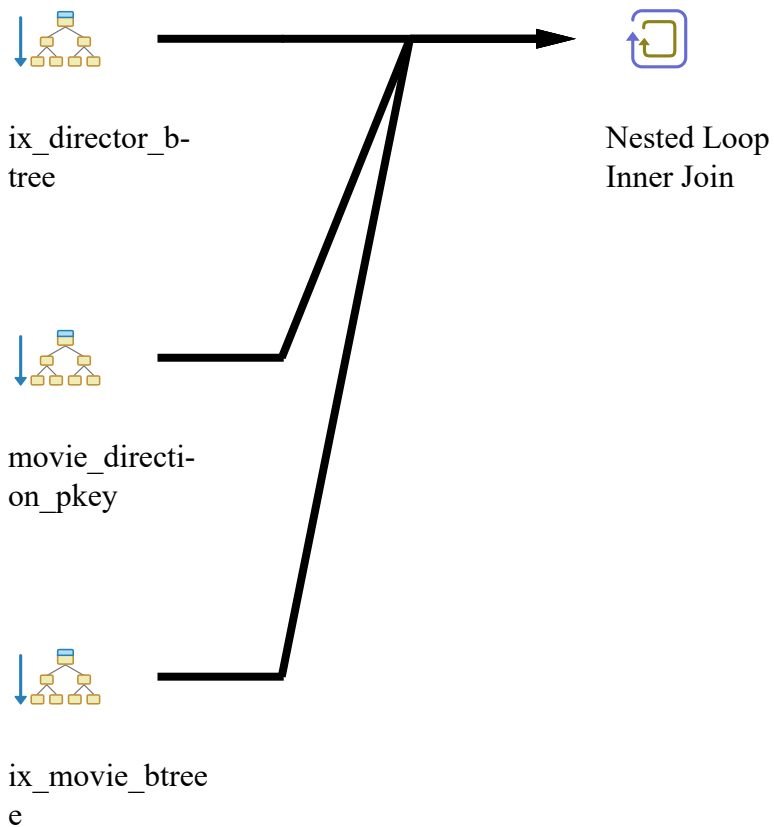 ix_director_b-
tree
Nested Loop
Inner Join
movie_directi-
on_pkey
ix_movie_btree
e